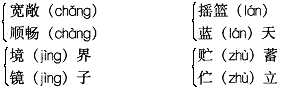 宽敞（chǎng） 摇篮（lán）
顺畅（chàng） 蓝（lán）天
境（jìng）界 贮（zhù）蓄
镜（jìng）子 伫（zhù）立